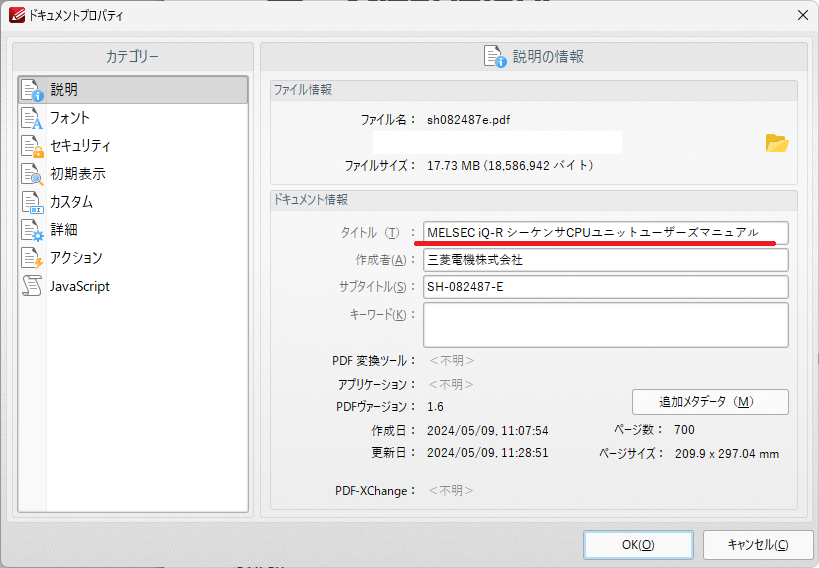 ドキュメントプロパティ
カテゴリー
説明
フォント
セキュリティ
初期表示
カスタム
詳細
アクション
JavaScript
説明の情報
ファイル情報
ファイル名： sh082487e.pdf
ファイルサイズ： 17.73 MB (18,586,942 バイト)
ドキュメント情報
タイトル（T）： MELSEC iQ-R シーケンサCPUユニットユーザーズマニュアル
作成者(A)： 三菱電機株式会社
サブタイトル(S)： SH-082487-E
キーワード(K)：
PDF 変換ツール： ＜不明＞
アプリケーション： ＜不明＞
PDFヴァージョン： 1.6
追加メタデータ（M）
作成日： 2024/05/09, 11:07:54
ページ数： 700
更新日： 2024/05/09, 11:28:51
ページサイズ： 209.9 x 297.04 mm
PDF-XChange： ＜不明＞
OK(O)
キャンセル(C)